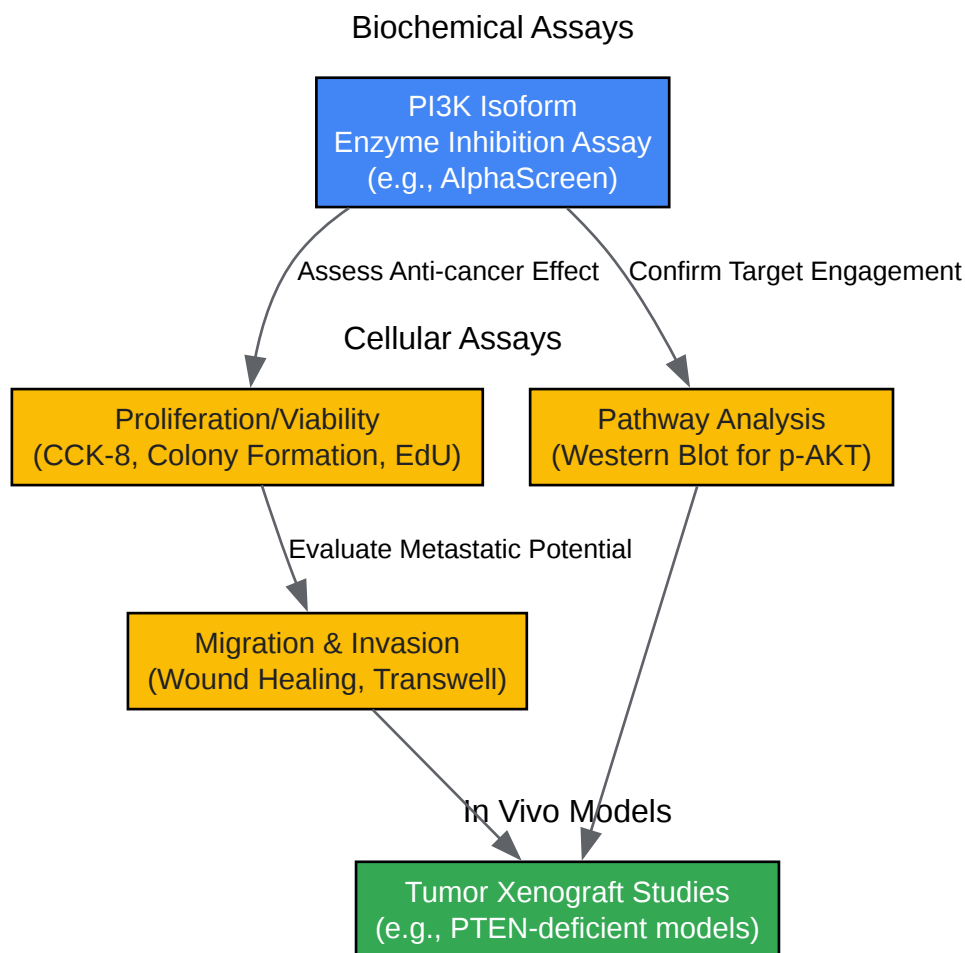 Biochemical Assays
PI3K Isoform
Enzyme Inhibition Assay
(e.g., AlphaScreen)
Assess Anti-cancer Effect
Confirm Target Engagement
Cellular Assays
Proliferation/Viability
(CCK-8, Colony Formation, EdU)
Pathway Analysis
(Western Blot for p-AKT)
Evaluate Metastatic Potential
Migration & Invasion
(Wound Healing, Transwell)
In Vivo Models
Tumor Xenograft Studies
(e.g., PTEN-deficient models)